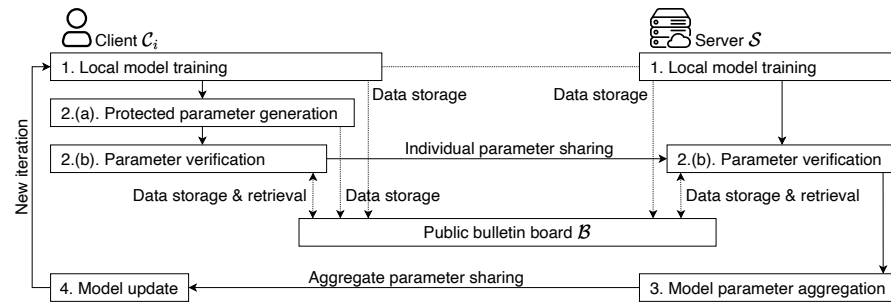 Client 𝒞ᵢ
Server 𝒮
1. Local model training
1. Local model training
Data storage
Data storage
2.(a). Protected parameter generation
Individual parameter sharing
2.(b). Parameter verification
2.(b). Parameter verification
New iteration
Data storage & retrieval
Data storage
Data storage & retrieval
Public bulletin board ℬ
Aggregate parameter sharing
4. Model update
3. Model parameter aggregation